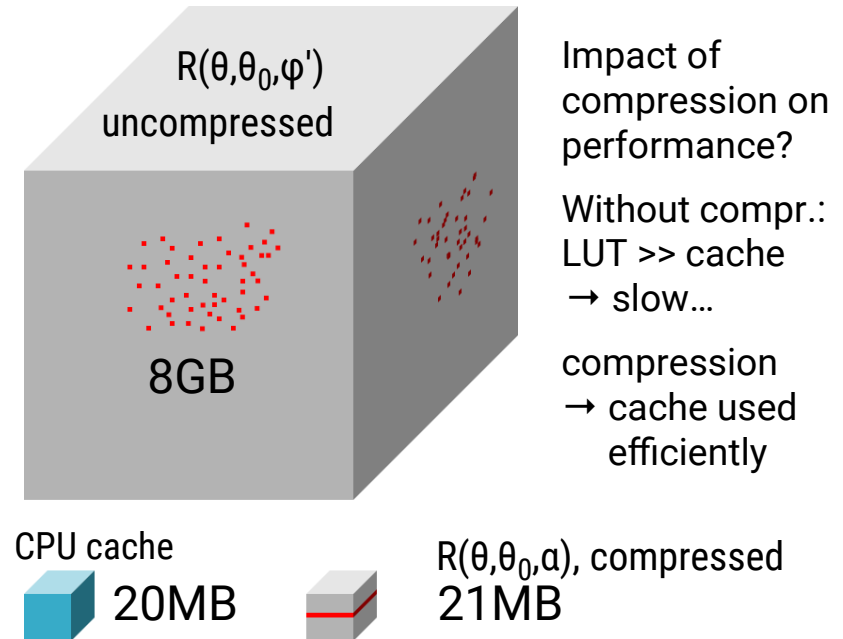 R(θ,θ₀,φ')
uncompressed
8GB
Impact of
compression on
performance?
Without compr.:
LUT >> cache
→ slow…
compression
→ cache used
efficiently
CPU cache
20MB
R(θ,θ₀,α), compressed
21MB